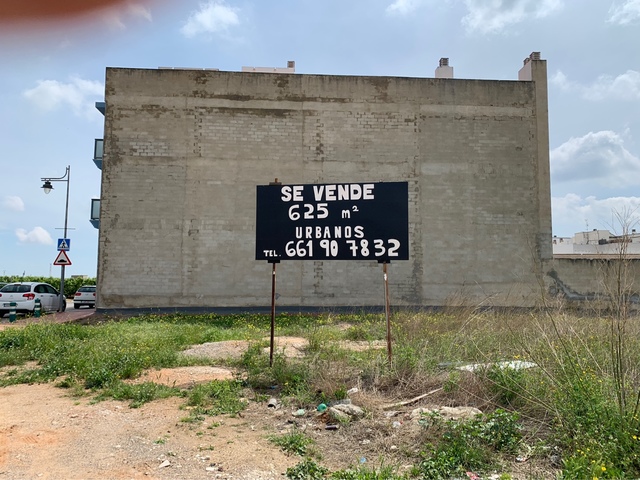 SE VENDE
625 m²
URBANOS
TEL. 661 90 78 32